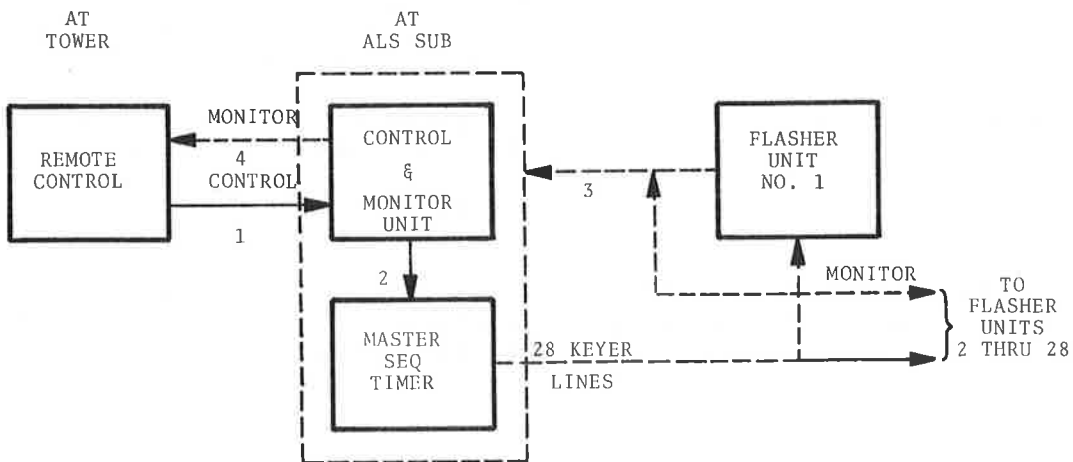 AT
TOWER
AT
ALS SUB
REMOTE
CONTROL
MONITOR
4
CONTROL
1
CONTROL
&
MONITOR
UNIT
2
MASTER
SEQ
TIMER
3
FLASHER
UNIT
NO. 1
28 KEYER
LINES
MONITOR
TO
FLASHER
UNITS
2 THRU 28